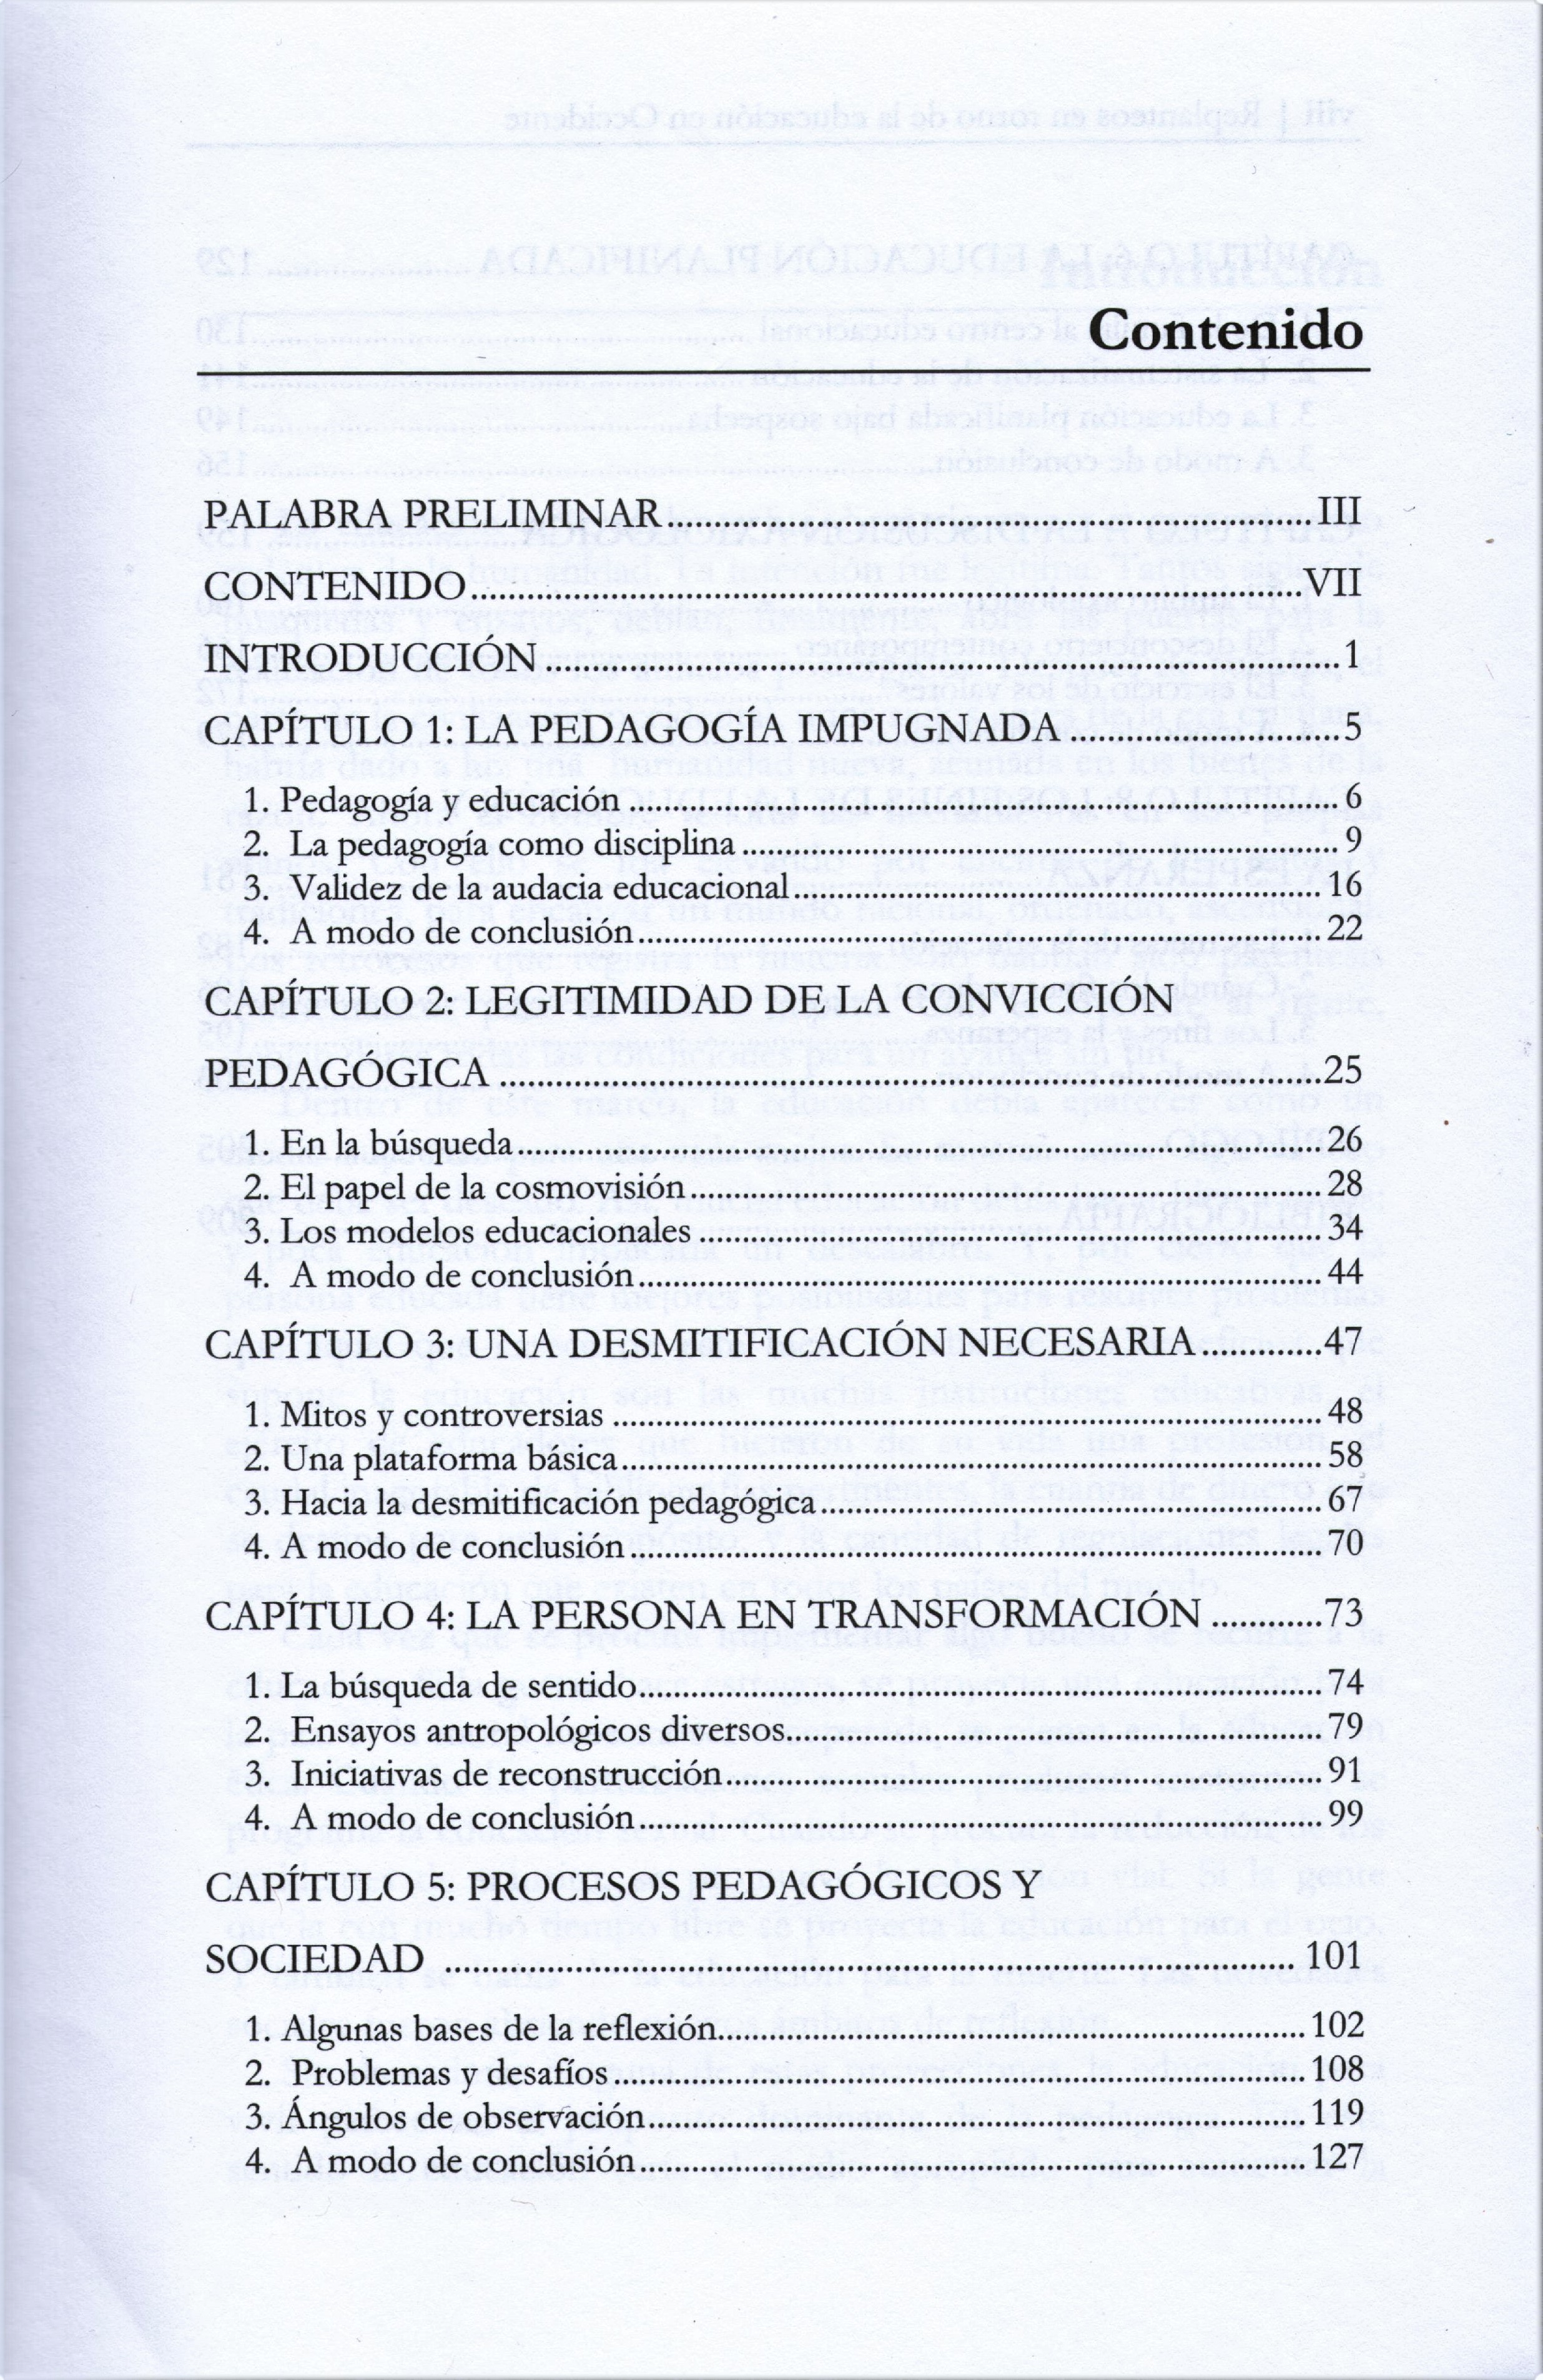 Contenido
PALABRA PRELIMINAR.....................................................................III
CONTENIDO.........................................................................................VII
INTRODUCCIÓN.....................................................................................1
CAPÍTULO 1: LA PEDAGOGÍA IMPUGNADA.............................5
1. Pedagogía y educación............................................................................6
2. La pedagogía como disciplina................................................................9
3. Validez de la audacia educacional........................................................16
4. A modo de conclusión.........................................................................22
CAPÍTULO 2: LEGITIMIDAD DE LA CONVICCIÓN
PEDAGÓGICA........................................................................................25
1. En la búsqueda......................................................................................26
2. El papel de la cosmovisión...................................................................28
3. Los modelos educacionales..................................................................34
4. A modo de conclusión.........................................................................44
CAPÍTULO 3: UNA DESMITIFICACIÓN NECESARIA.............47
1. Mitos y controversias............................................................................48
2. Una plataforma básica...........................................................................58
3. Hacia la desmitificación pedagógica.....................................................67
4. A modo de conclusión..........................................................................70
CAPÍTULO 4: LA PERSONA EN TRANSFORMACIÓN............73
1. La búsqueda de sentido.........................................................................74
2. Ensayos antropológicos diversos.........................................................79
3. Iniciativas de reconstrucción................................................................91
4. A modo de conclusión.........................................................................99
CAPÍTULO 5: PROCESOS PEDAGÓGICOS Y
SOCIEDAD...........................................................................................101
1. Algunas bases de la reflexión...............................................................102
2. Problemas y desafíos..........................................................................108
3. Ángulos de observación......................................................................119
4. A modo de conclusión.......................................................................127